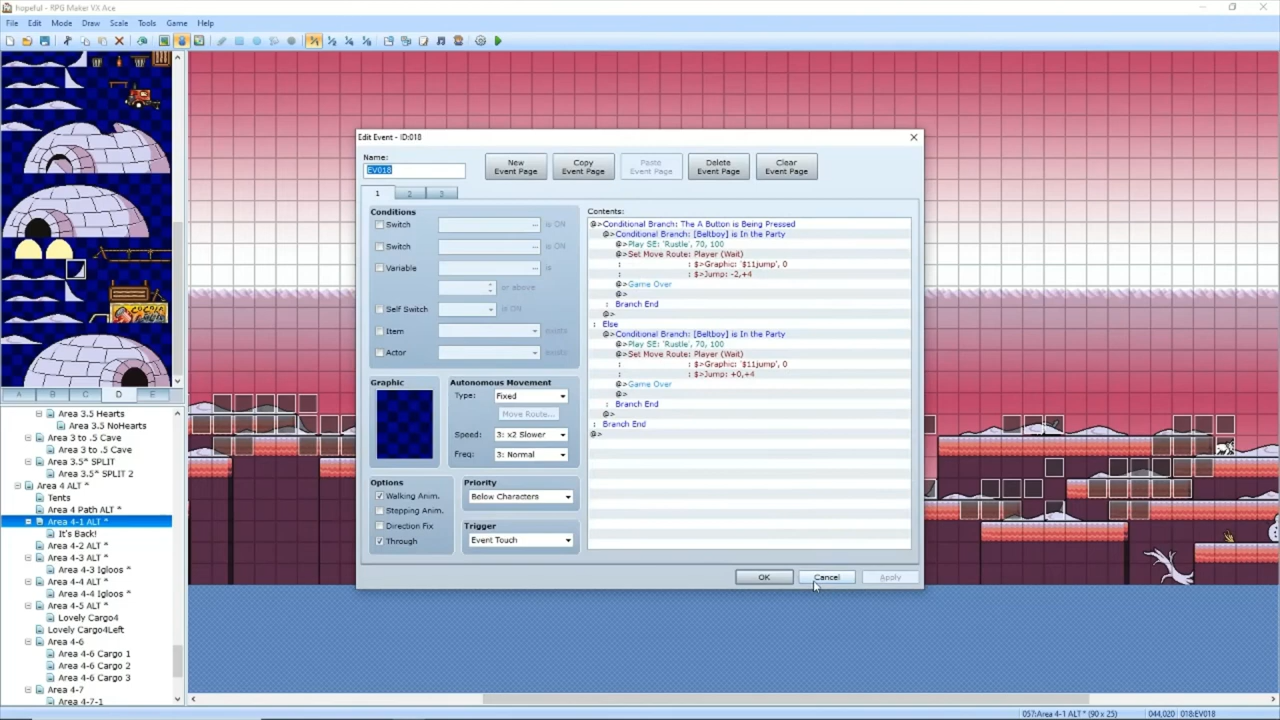 hopeful - RPG Maker VX Ace
File Edit Mode Draw Scale Tools Game Help
Edit Event - ID:018
Name:
EV018
New Event Page
Copy Event Page
Paste Event Page
Delete Event Page
Clear Event Page
1 2 3
Conditions
Switch ... is ON
Switch ... is ON
Variable ... is
or above
Self Switch is ON
Item exists
Actor exists
Graphic
Autonomous Movement
Type: Fixed
Move Route...
Speed: 3: x2 Slower
Freq: 3: Normal
Options
Walking Anim.
Stepping Anim.
Direction Fix
Through
Priority
Below Characters
Trigger
Event Touch
Contents:
@>Conditional Branch: The A Button is Being Pressed
@>Conditional Branch: [Beltboy] is In the Party
@>Play SE: 'Rustle', 70, 100
@>Set Move Route: Player (Wait)
: : $>Graphic: '$11jump', 0
: : $>Jump: -2,+4
@>Game Over
@>
: Branch End
@>
: Else
@>Conditional Branch: [Beltboy] is In the Party
@>Play SE: 'Rustle', 70, 100
@>Set Move Route: Player (Wait)
: : $>Graphic: '$11jump', 0
: : $>Jump: +0,+4
@>Game Over
@>
: Branch End
@>
: Branch End
@>
OK Cancel Apply
A B C D E
Area 3.5 Hearts
Area 3.5 NoHearts
Area 3 to .5 Cave
Area 3 to .5 Cave
Area 3.5^ SPLIT
Area 3.5^ SPLIT 2
Area 4 ALT ^
Tents
Area 4 Path ALT ^
Area 4-1 ALT ^
It's Back!
Area 4-2 ALT ^
Area 4-3 ALT ^
Area 4-3 Igloos ^
Area 4-4 ALT ^
Area 4-4 Igloos ^
Area 4-5 ALT ^
Lovely Cargo4
Lovely Cargo4Left
Area 4-6
Area 4-6 Cargo 1
Area 4-6 Cargo 2
Area 4-6 Cargo 3
Area 4-7
Area 4-7-1
057:Area 4-1 ALT ^ (90 x 25) 044,020 018:EV018